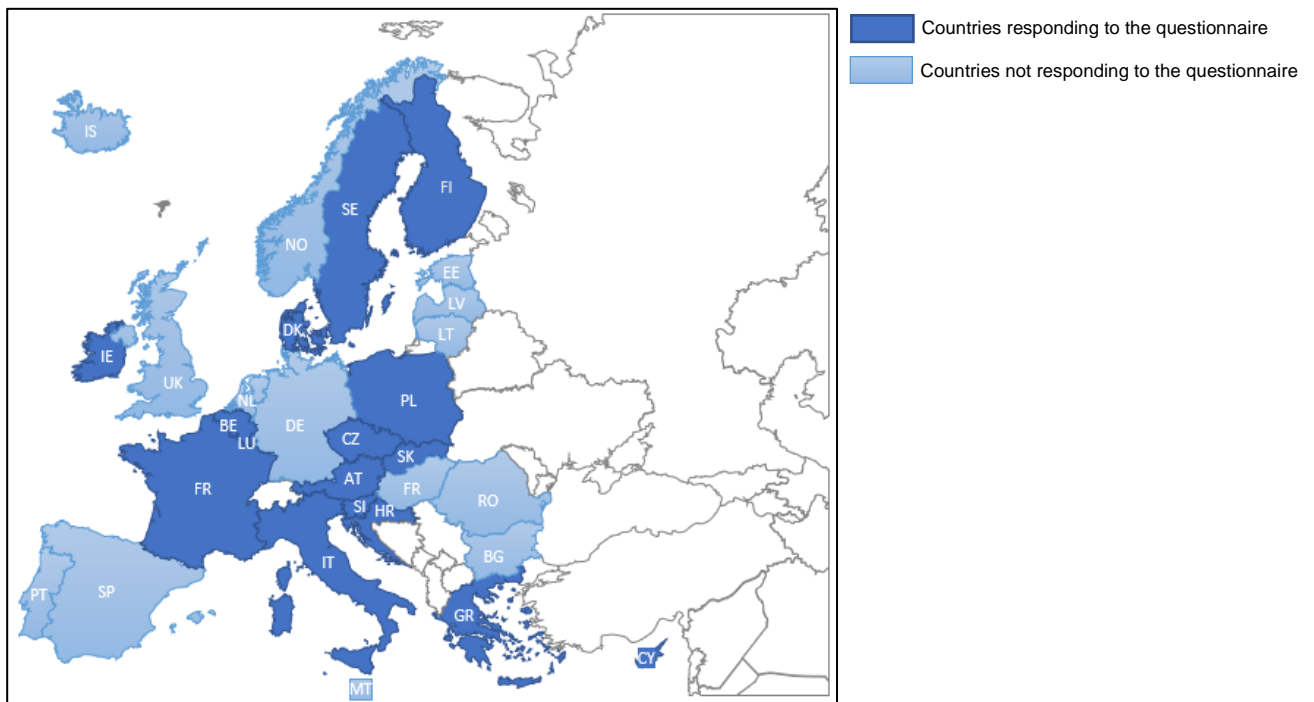 Countries responding to the questionnaire
Countries not responding to the questionnaire
IS
FI
SE
NO
EE
LV
LT
DK
IE
UK
NL
PL
BE
DE
LU
CZ
SK
AT
FR
FR
RO
SI
HR
BG
IT
PT
SP
GR
CY
MT